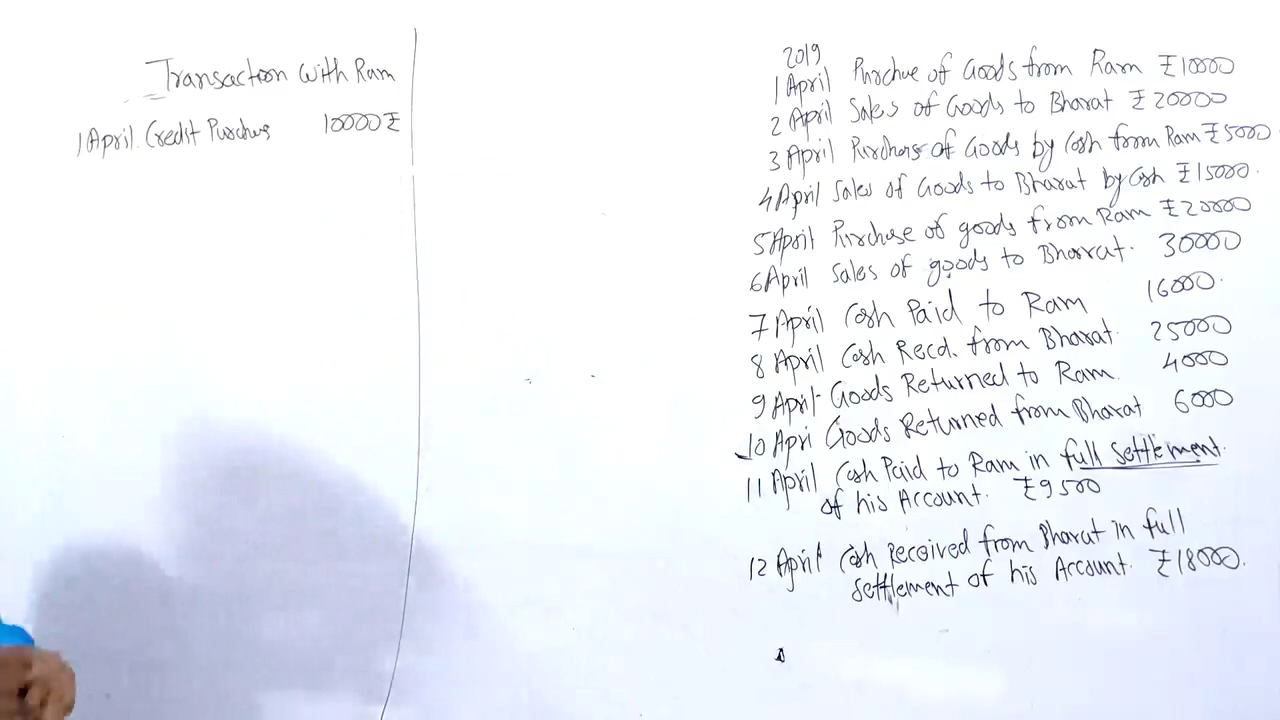 Transaction with Ram
1 April. Credit Purchas 10000 ₹
2019
1 April Purchue of Goods from Ram ₹10000
2 April Sales of Goods to Bharat ₹20000
3 April Purchase of Goods by Cash from Ram ₹5000.
4 April Sales of Goods to Bharat by Cash ₹15000.
5 April Purchase of goods from Ram ₹20000
6 April Sales of goods to Bharat. 30000
7 April Cash Paid to Ram 16000.
8 April Cash Recd. from Bharat. 25000
9 April Goods Returned to Ram. 4000
10 Apri Goods Returned from Bharat 6000
11 April Cash Paid to Ram in full settlement.
of his Account. ₹9500
12 April Cash Received from Bharat in full
settlement of his Account. ₹18000.